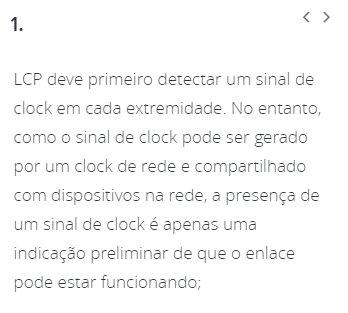 1.
LCP deve primeiro detectar um sinal de
clock em cada extremidade. No entanto,
como o sinal de clock pode ser gerado
por um clock de rede e compartilhado
com dispositivos na rede, a presença de
um sinal de clock é apenas uma
indicação preliminar de que o enlace
pode estar funcionando;